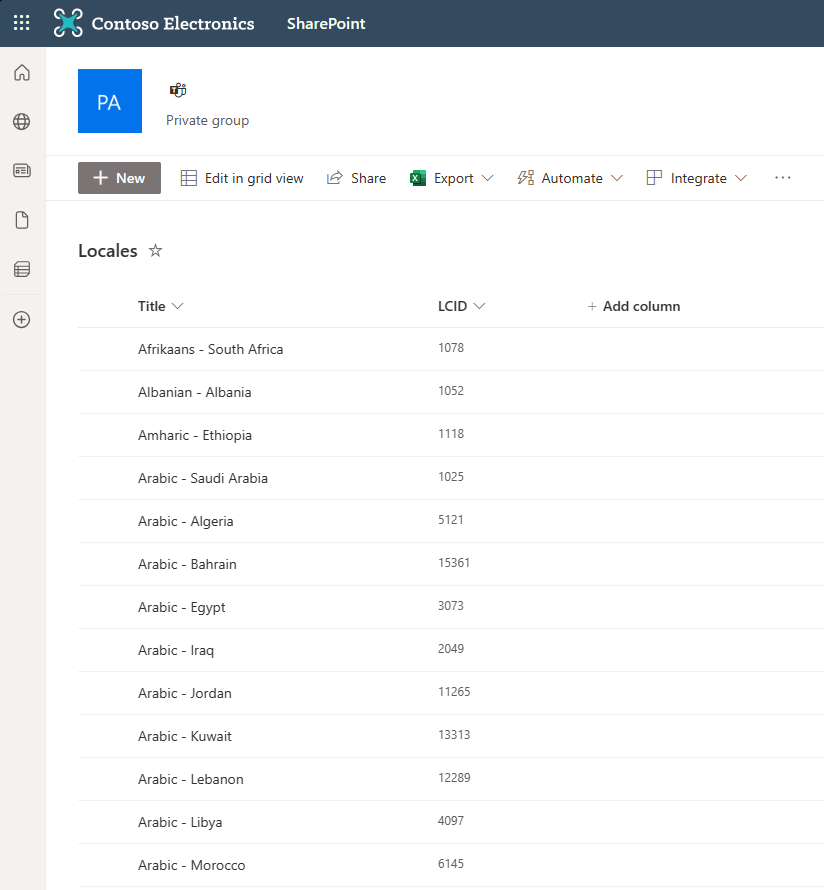 Contoso Electronics SharePoint
PA
Private group
New Edit in grid view Share Export Automate Integrate ...
Locales
Title LCID + Add column
Afrikaans - South Africa 1078
Albanian - Albania 1052
Amharic - Ethiopia 1118
Arabic - Saudi Arabia 1025
Arabic - Algeria 5121
Arabic - Bahrain 15361
Arabic - Egypt 3073
Arabic - Iraq 2049
Arabic - Jordan 11265
Arabic - Kuwait 13313
Arabic - Lebanon 12289
Arabic - Libya 4097
Arabic - Morocco 6145